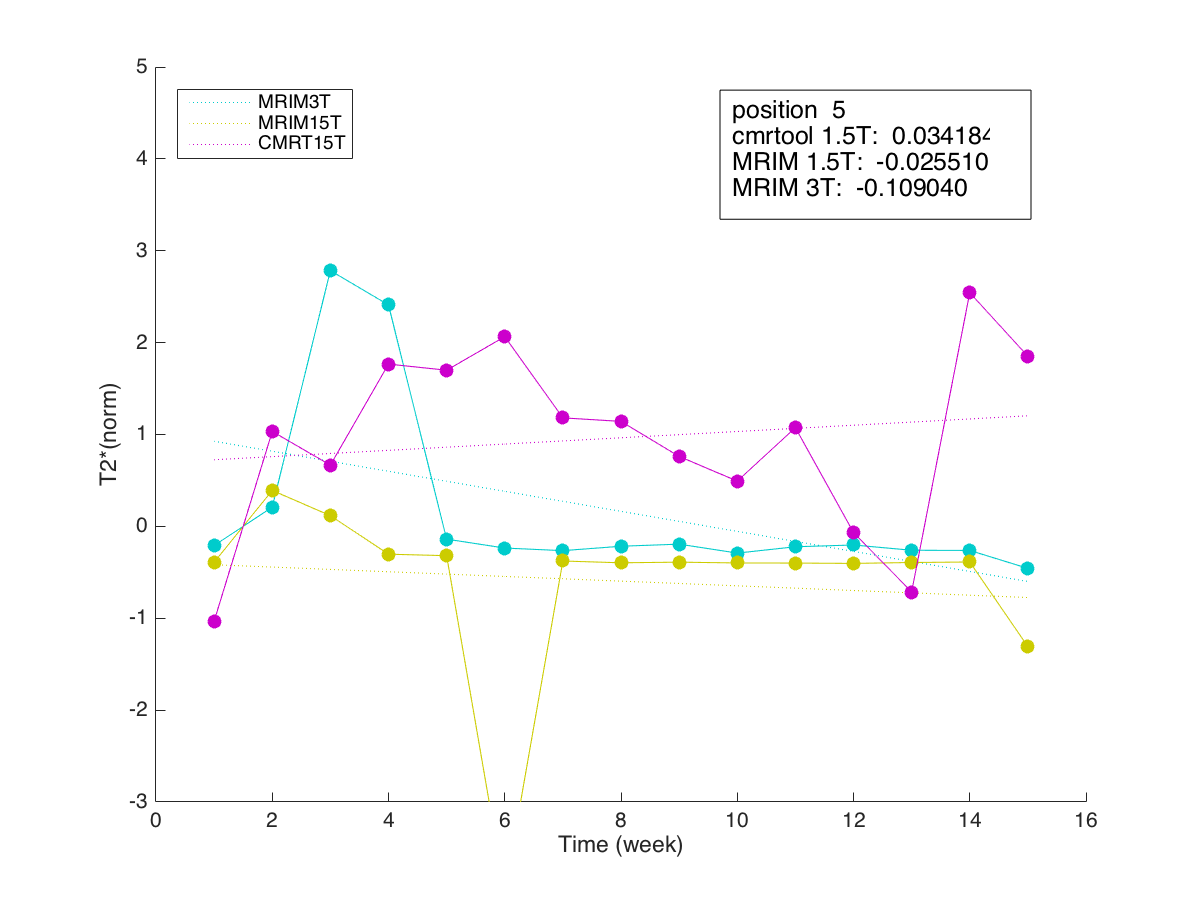 5
4
3
2
1
0
-1
-2
-3
T2*(norm)
MRIM3T
MRIM15T
CMRT15T
position  5
cmrtool 1.5T:  0.034184
MRIM 1.5T:  -0.025510
MRIM 3T:  -0.109040
0 2 4 6 8 10 12 14 16
Time (week)